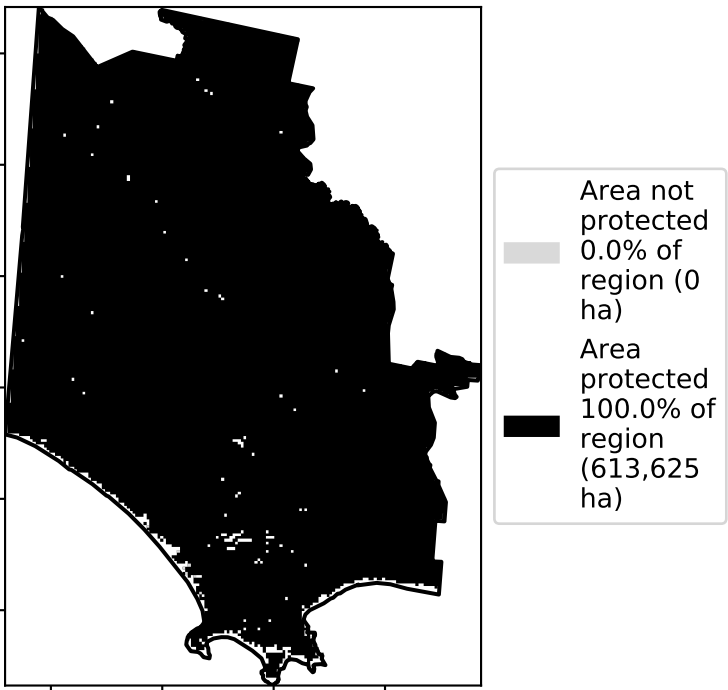 Area not
protected
0.0% of
region (0
ha)
Area
protected
100.0% of
region
(613,625
ha)